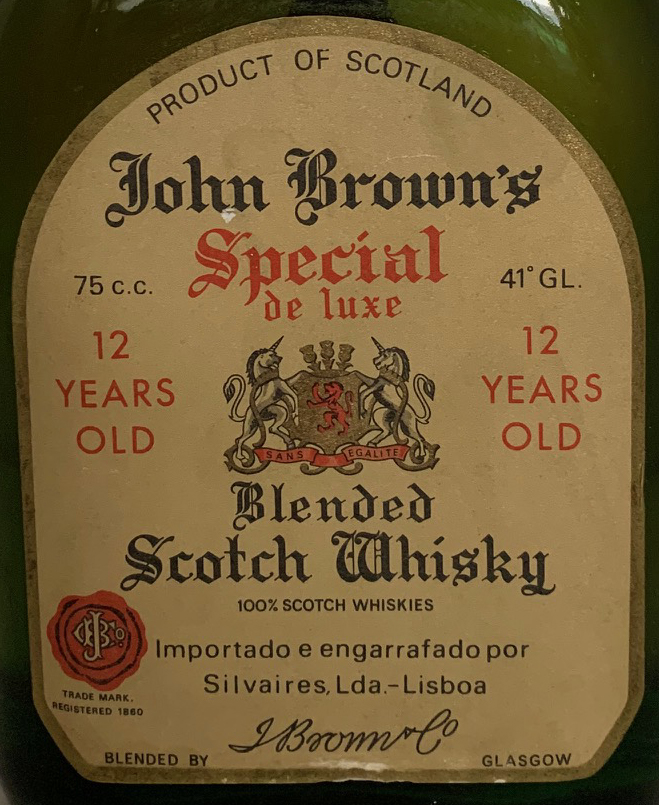 PRODUCT OF SCOTLAND
John Brown's
Special
de luxe
75 c.c.
41° GL.
12
YEARS
OLD
12
YEARS
OLD
SANS EGALITE
Blended
Scotch Whisky
100% SCOTCH WHISKIES
JB Co
Importado e engarrafado por
Silvaires, Lda.-Lisboa
TRADE MARK.
REGISTERED 1860
J Brown & Co
BLENDED BY
GLASGOW